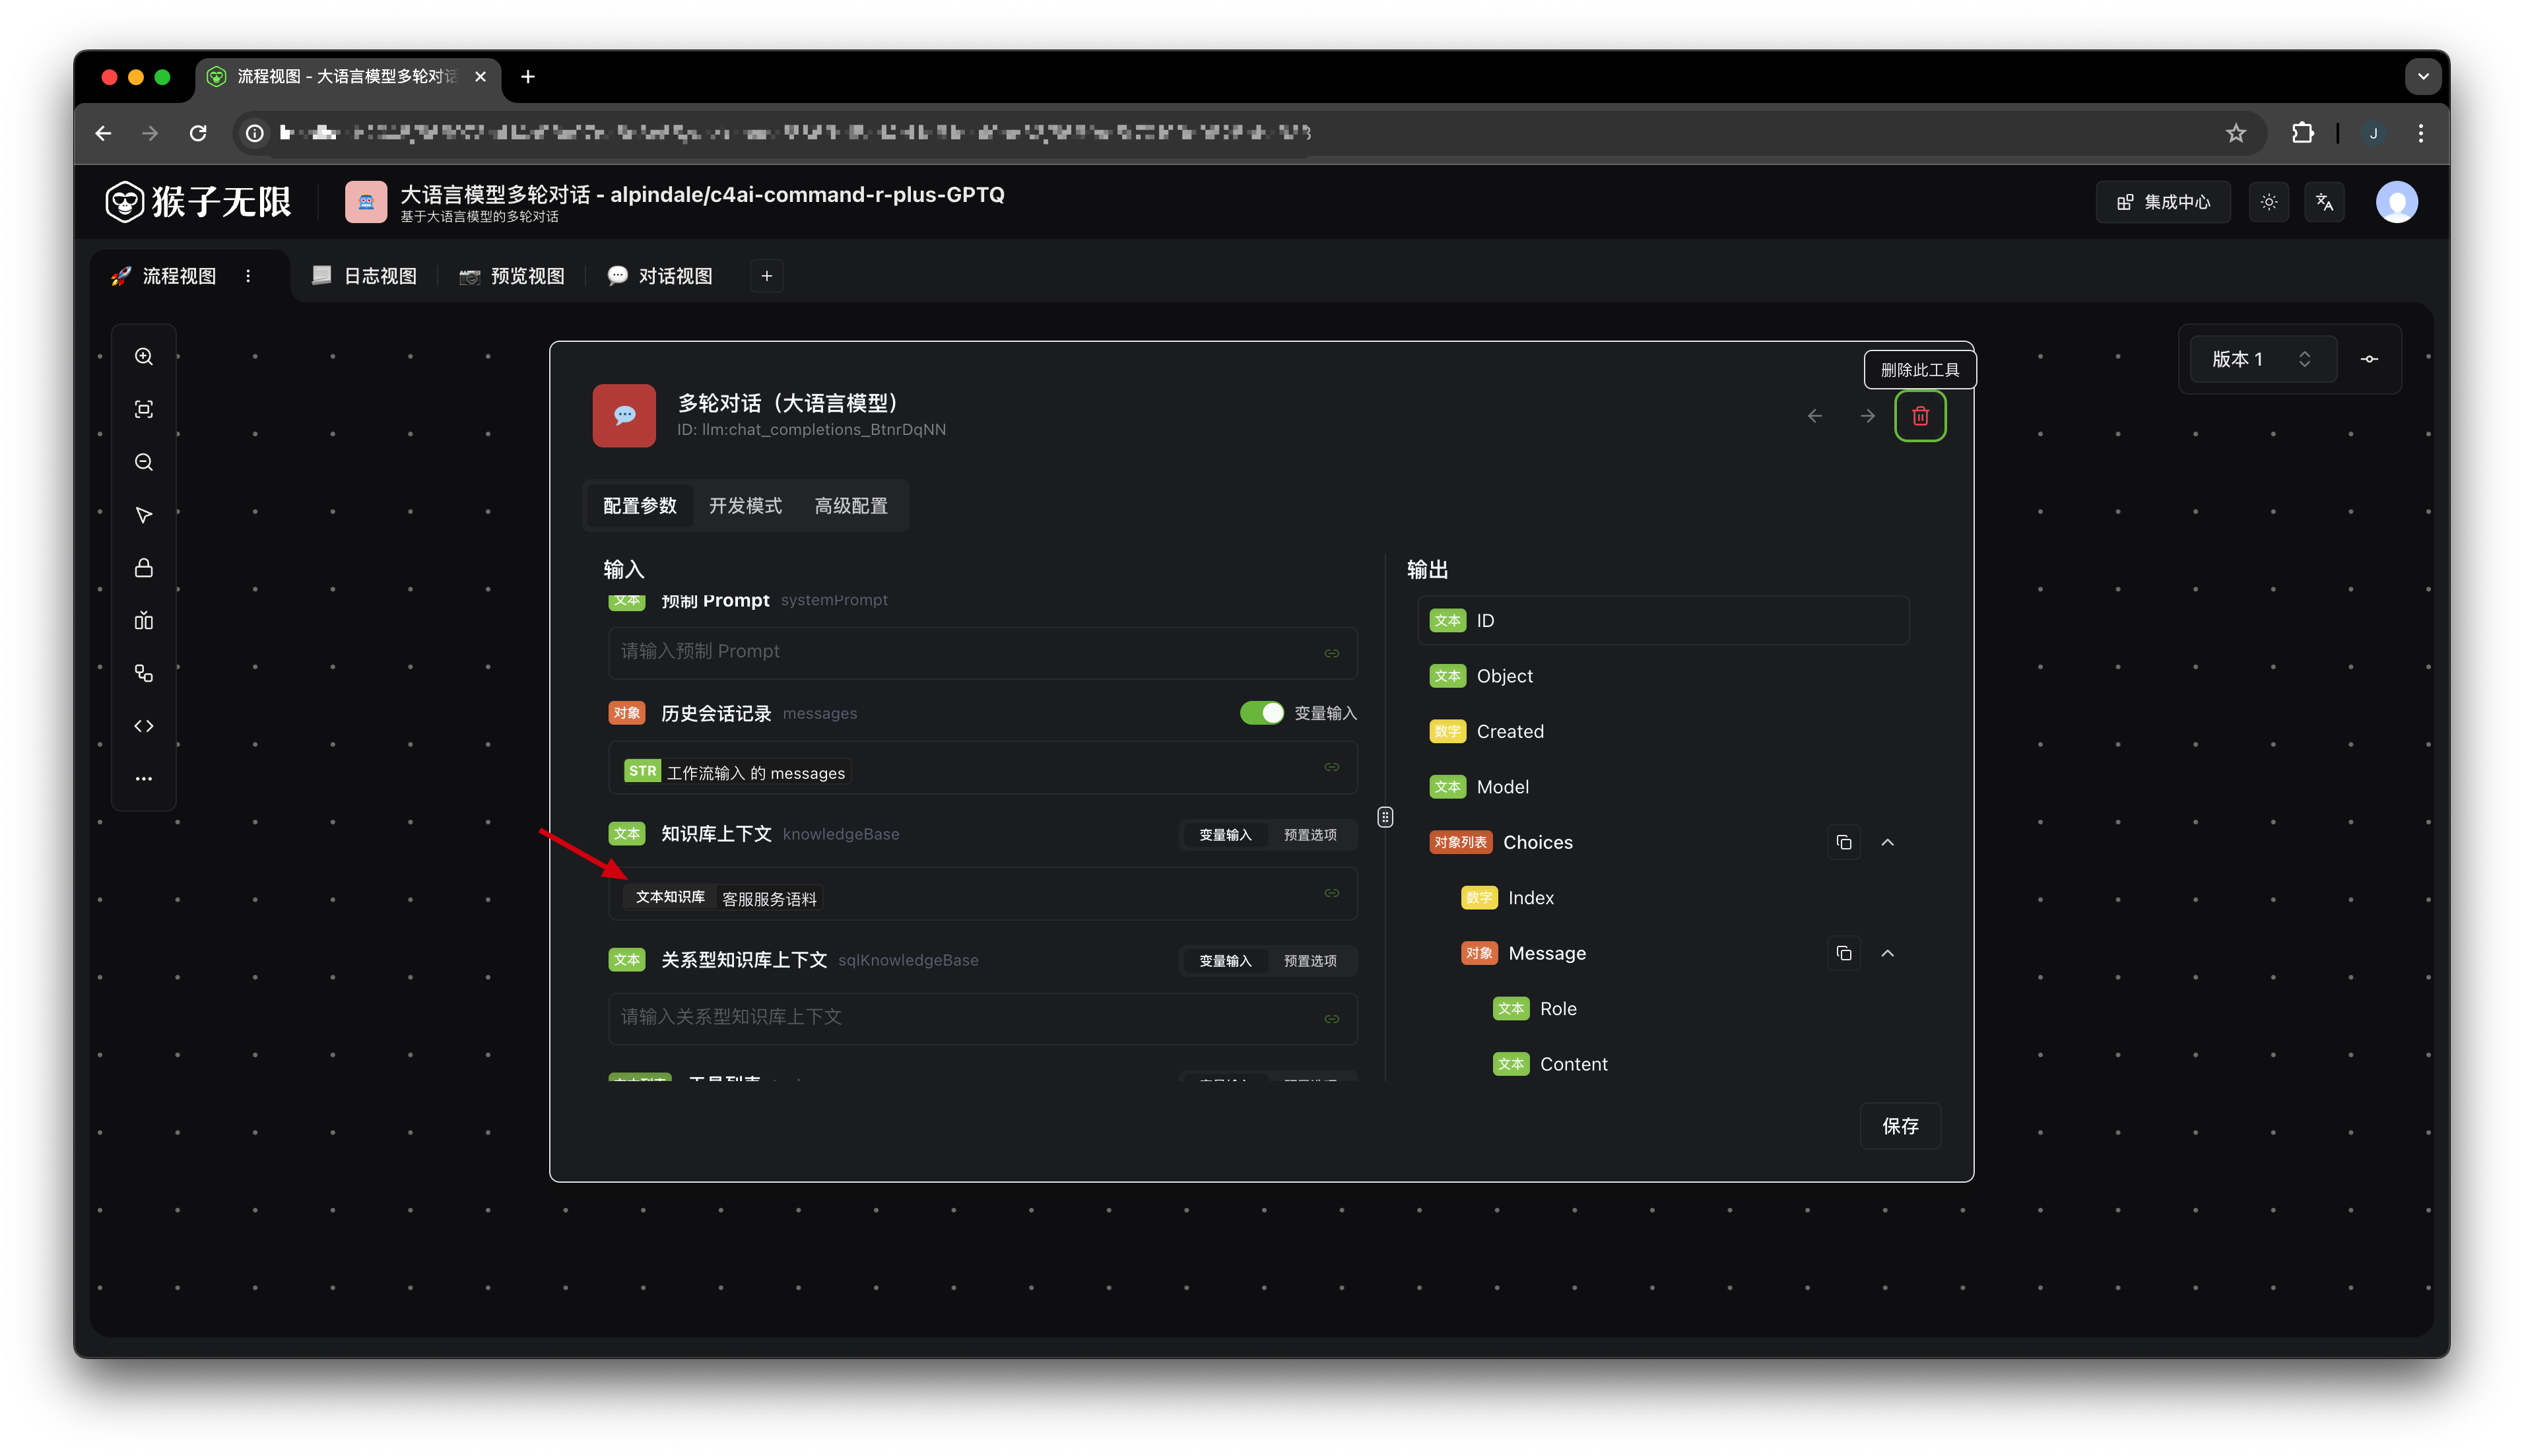 流程视图 - 大语言模型多轮对话
猴子无限
大语言模型多轮对话 - alpindale/c4ai-command-r-plus-GPTQ
基于大语言模型的多轮对话
集成中心
J
流程视图
日志视图
预览视图
对话视图
版本 1
删除此工具
多轮对话（大语言模型）
ID: llm:chat_completions_BtnrDqNN
配置参数
开发模式
高级配置
输入
文本 预制 Prompt systemPrompt
请输入预制 Prompt
对象 历史会话记录 messages
变量输入
STR 工作流输入 的 messages
文本 知识库上下文 knowledgeBase
变量输入 预置选项
文本知识库 客服服务语料
文本 关系型知识库上下文 sqlKnowledgeBase
变量输入 预置选项
请输入关系型知识库上下文
输出
文本 ID
文本 Object
数字 Created
文本 Model
对象列表 Choices
数字 Index
对象 Message
文本 Role
文本 Content
保存